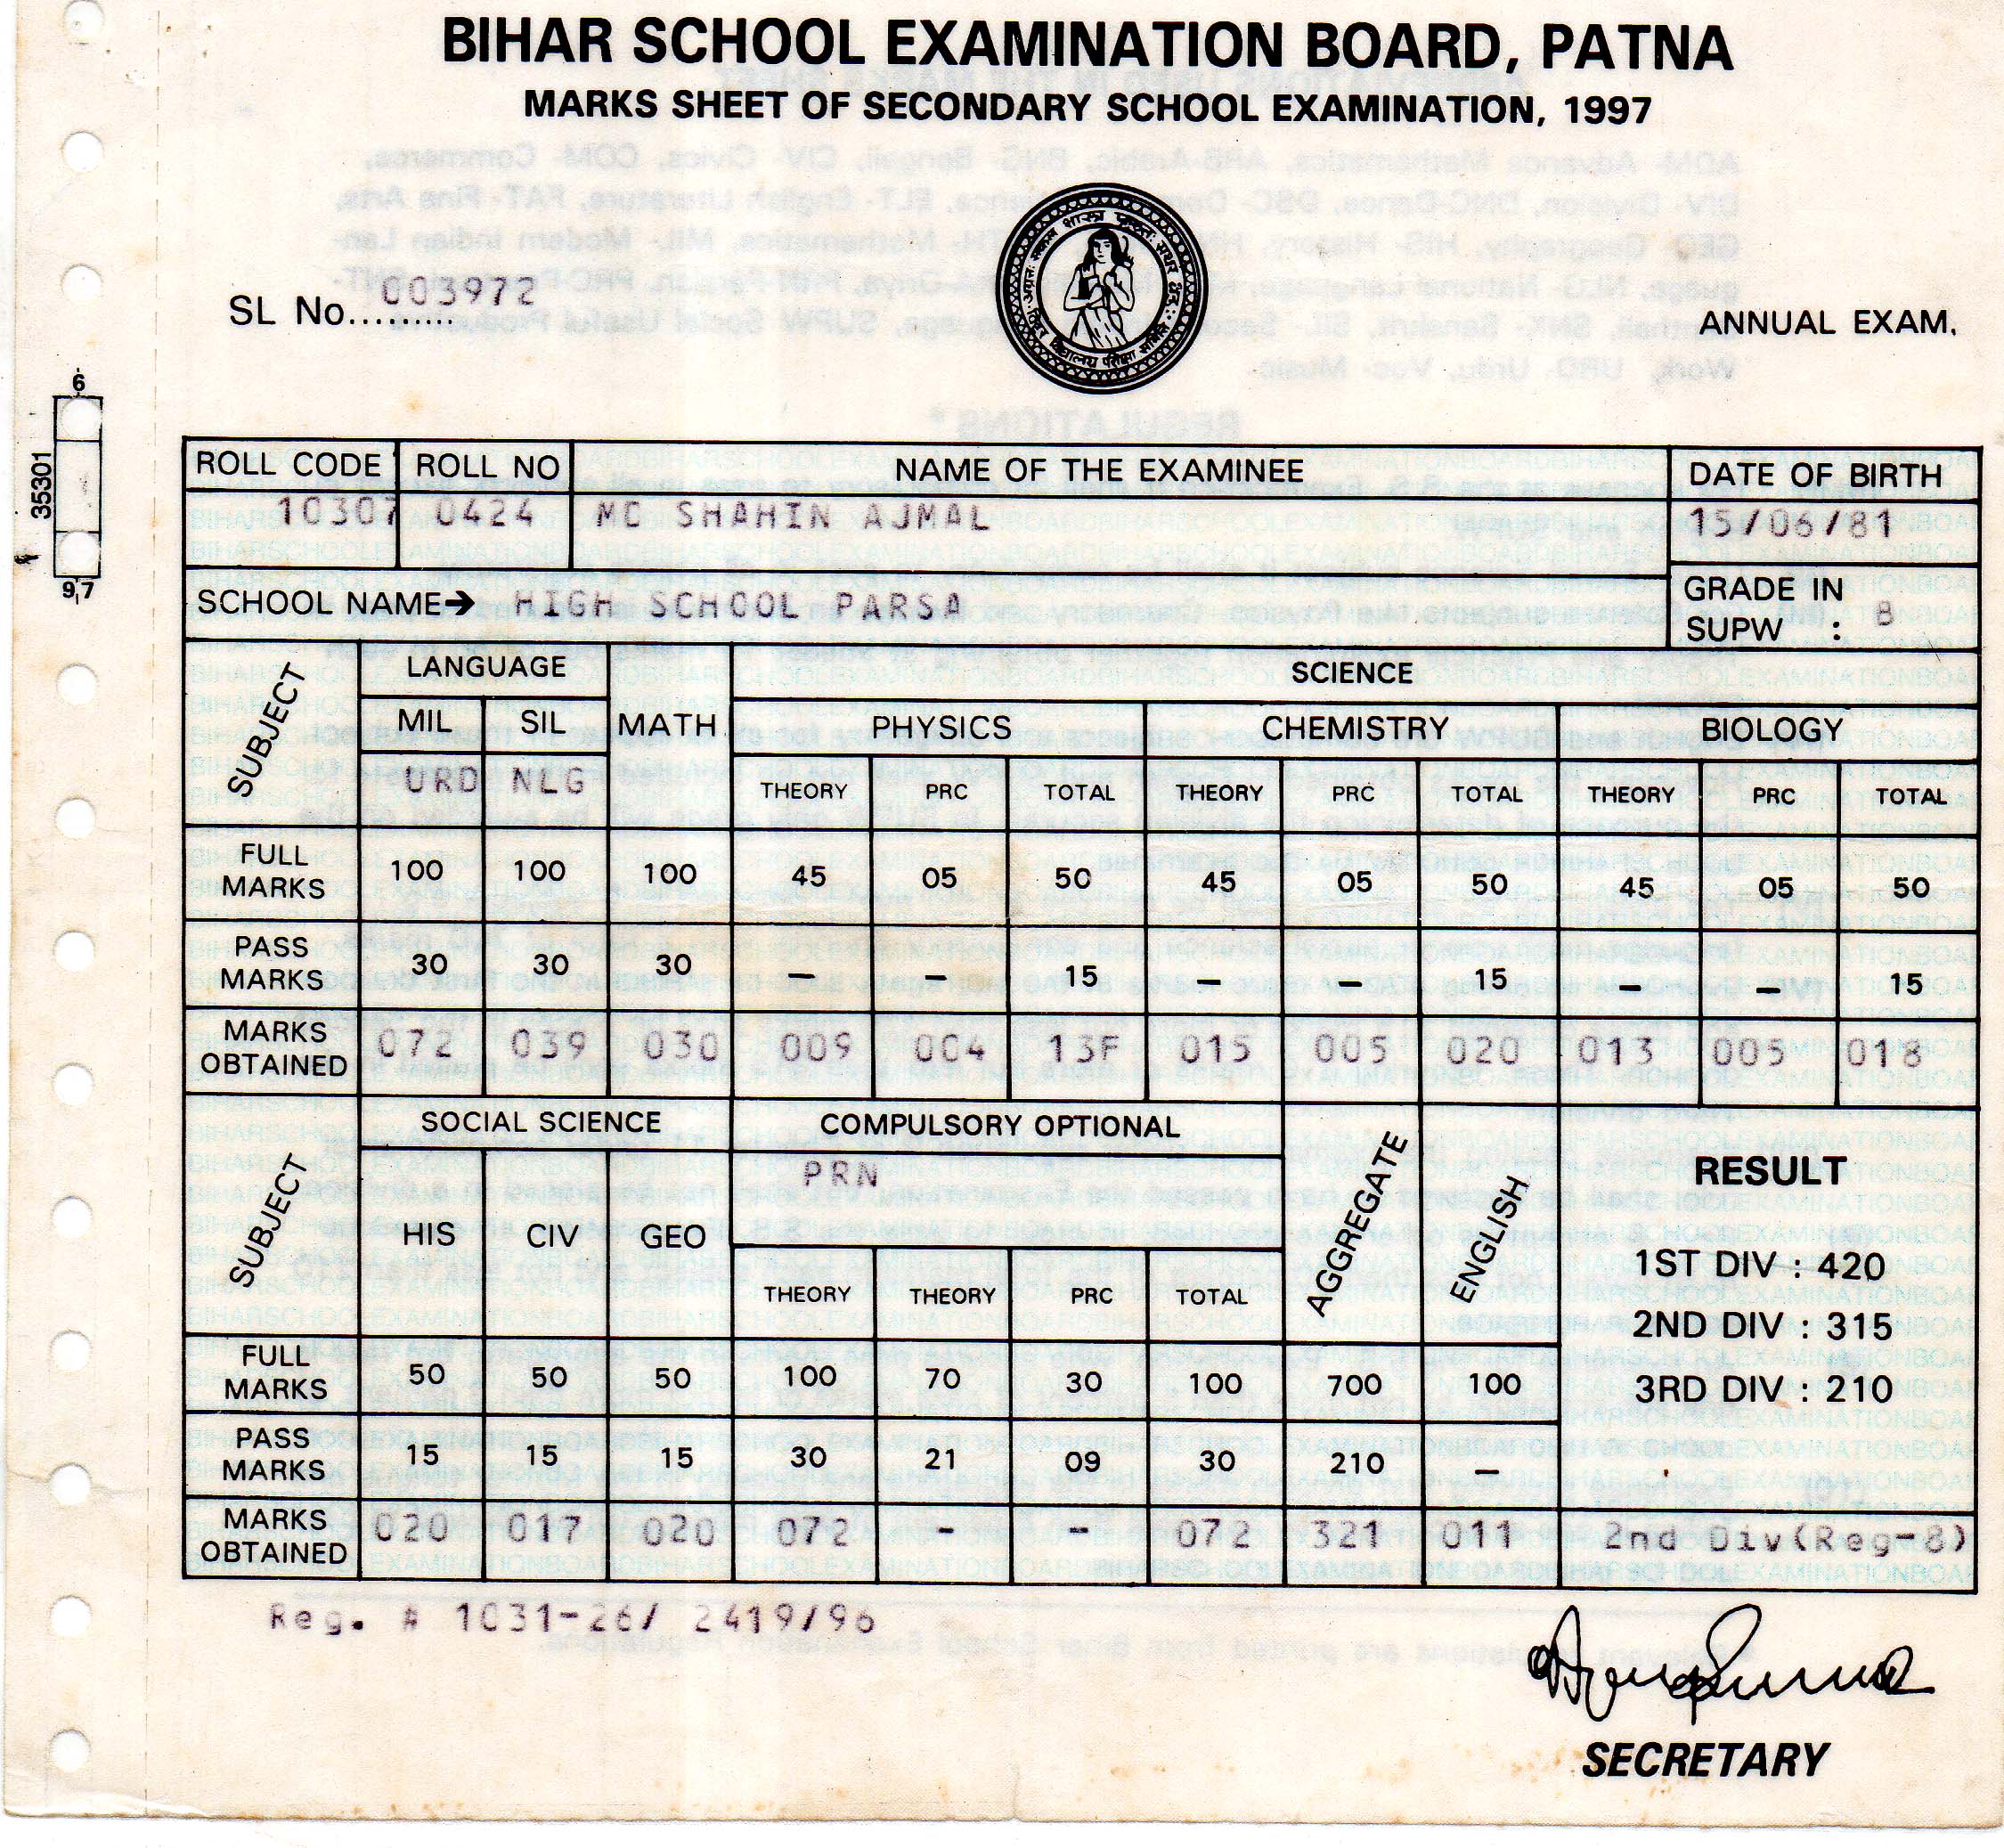 BIHAR SCHOOL EXAMINATION BOARD, PATNA
MARKS SHEET OF SECONDARY SCHOOL EXAMINATION, 1997
SL No......... 003972
ANNUAL EXAM.
6
35301
9,7
ROLL CODE ROLL NO NAME OF THE EXAMINEE DATE OF BIRTH
10307 0424 MD SHAHIN AJMAL 15/06/81
SCHOOL NAME→ HIGH SCHOOL PARSA
GRADE IN
SUPW : B
SUBJECT LANGUAGE SCIENCE
MIL SIL MATH PHYSICS CHEMISTRY BIOLOGY
URD NLG THEORY PRC TOTAL THEORY PRC TOTAL THEORY PRC TOTAL
FULL MARKS 100 100 100 45 05 50 45 05 50 45 05 50
PASS MARKS 30 30 30 – – 15 – – 15 – – 15
MARKS OBTAINED 072 039 030 009 004 13F 015 005 020 013 005 018
SUBJECT SOCIAL SCIENCE COMPULSORY OPTIONAL AGGREGATE ENGLISH RESULT
PRN
HIS CIV GEO
THEORY THEORY PRC TOTAL
1ST DIV : 420
2ND DIV : 315
3RD DIV : 210
FULL MARKS 50 50 50 100 70 30 100 700 100
PASS MARKS 15 15 15 30 21 09 30 210 –
MARKS OBTAINED 020 017 020 072 - - 072 321 011 2nd Div(Reg-8)
Reg. # 1031-26/ 2419/96
SECRETARY